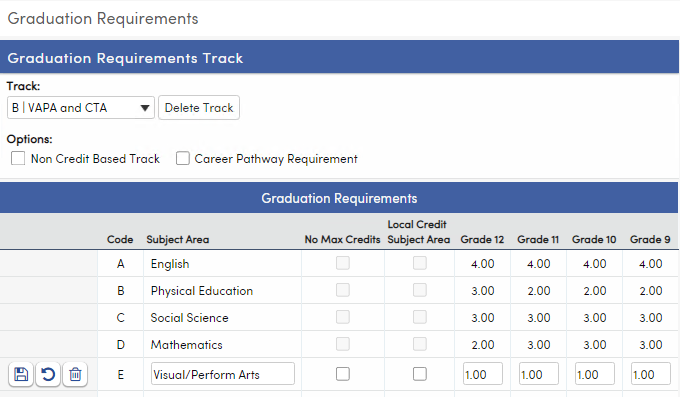 Graduation Requirements
Graduation Requirements Track
Track:
B | VAPA and CTA
Delete Track
Options:
Non Credit Based Track Career Pathway Requirement
Graduation Requirements
Local Credit
Code Subject Area No Max Credits Subject Area Grade 12 Grade 11 Grade 10 Grade 9
A English 4.00 4.00 4.00 4.00
B Physical Education 3.00 2.00 2.00 2.00
C Social Science 3.00 3.00 3.00 3.00
D Mathematics 2.00 3.00 3.00 3.00
E Visual/Perform Arts 1.00 1.00 1.00 1.00